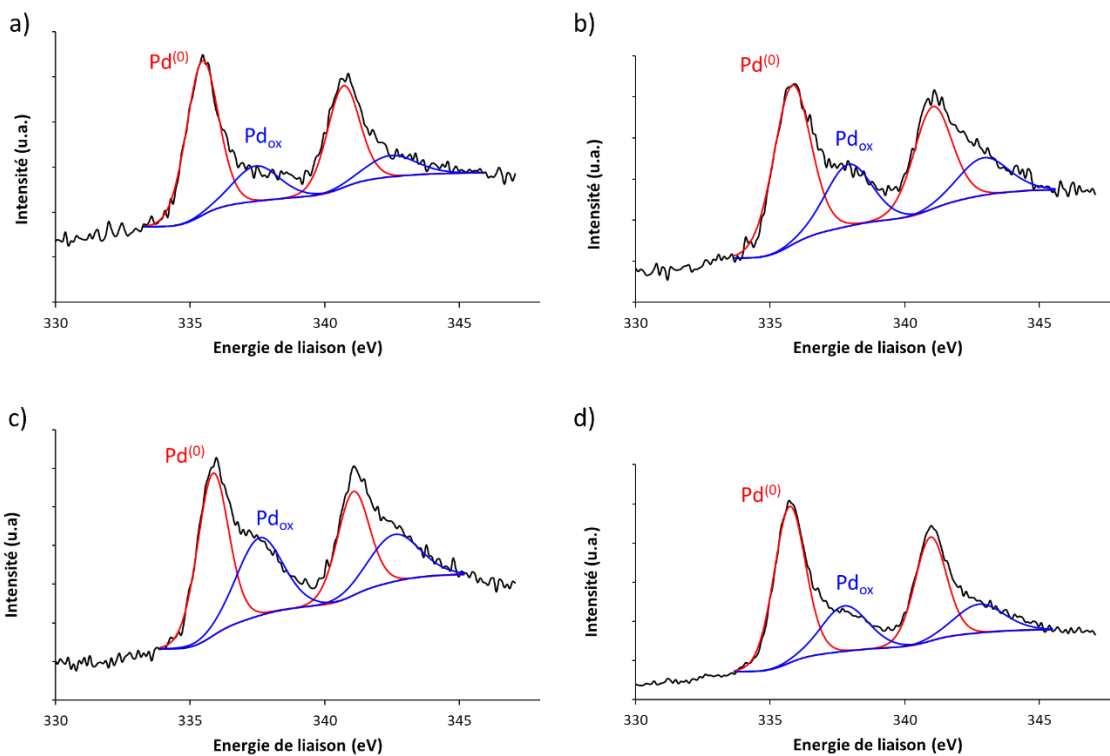 a)
Pd(0)
Pdox
Intensité (u.a.)
330 335 340 345
Energie de liaison (eV)
b)
Pd(0)
Pdox
Intensité (u.a.)
330 335 340 345
Energie de liaison (eV)
c)
Pd(0)
Pdox
Intensité (u.a)
330 335 340 345
Energie de liaison (eV)
d)
Pd(0)
Pdox
Intensité (u.a.)
330 335 340 345
Energie de liaison (eV)